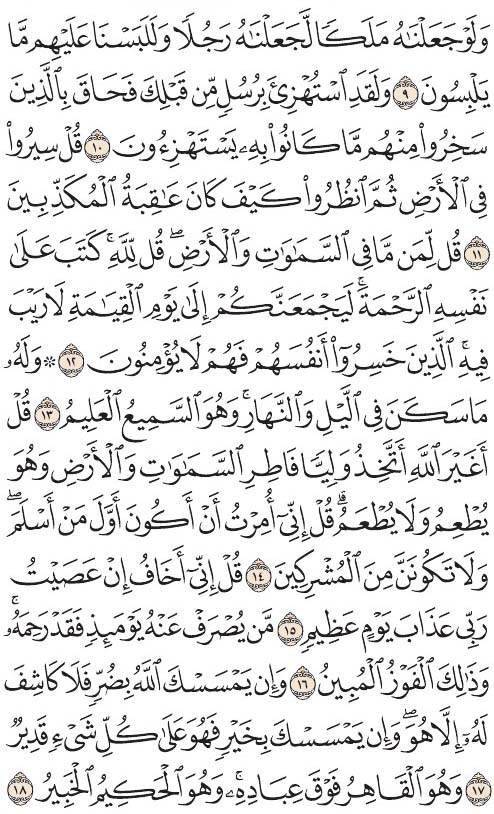 وَلَوْ جَعَلْنَٰهُ مَلَكًا لَّجَعَلْنَٰهُ رَجُلًا وَلَلَبَسْنَا عَلَيْهِم مَّا
يَلْبِسُونَ ٩ وَلَقَدِ ٱسْتُهْزِئَ بِرُسُلٍ مِّن قَبْلِكَ فَحَاقَ بِٱلَّذِينَ
سَخِرُوا۟ مِنْهُم مَّا كَانُوا۟ بِهِۦ يَسْتَهْزِءُونَ ١٠ قُلْ سِيرُوا۟
فِى ٱلْأَرْضِ ثُمَّ ٱنظُرُوا۟ كَيْفَ كَانَ عَٰقِبَةُ ٱلْمُكَذِّبِينَ
١١ قُل لِّمَن مَّا فِى ٱلسَّمَٰوَٰتِ وَٱلْأَرْضِ ۖ قُل لِّلَّهِ ۚ كَتَبَ عَلَىٰ
نَفْسِهِ ٱلرَّحْمَةَ ۚ لَيَجْمَعَنَّكُمْ إِلَىٰ يَوْمِ ٱلْقِيَٰمَةِ لَا رَيْبَ
فِيهِ ۚ ٱلَّذِينَ خَسِرُوٓا۟ أَنفُسَهُمْ فَهُمْ لَا يُؤْمِنُونَ ١٢ ۞ وَلَهُۥ
مَا سَكَنَ فِى ٱلَّيْلِ وَٱلنَّهَارِ ۚ وَهُوَ ٱلسَّمِيعُ ٱلْعَلِيمُ ١٣ قُلْ
أَغَيْرَ ٱللَّهِ أَتَّخِذُ وَلِيًّا فَاطِرِ ٱلسَّمَٰوَٰتِ وَٱلْأَرْضِ وَهُوَ
يُطْعِمُ وَلَا يُطْعَمُ ۗ قُلْ إِنِّىٓ أُمِرْتُ أَنْ أَكُونَ أَوَّلَ مَنْ أَسْلَمَ ۖ
وَلَا تَكُونَنَّ مِنَ ٱلْمُشْرِكِينَ ١٤ قُلْ إِنِّىٓ أَخَافُ إِنْ عَصَيْتُ
رَبِّى عَذَابَ يَوْمٍ عَظِيمٍ ١٥ مَّن يُصْرَفْ عَنْهُ يَوْمَئِذٍ فَقَدْ رَحِمَهُۥ ۚ
وَذَٰلِكَ ٱلْفَوْزُ ٱلْمُبِينُ ١٦ وَإِن يَمْسَسْكَ ٱللَّهُ بِضُرٍّ فَلَا كَاشِفَ
لَهُۥٓ إِلَّا هُوَ ۖ وَإِن يَمْسَسْكَ بِخَيْرٍ فَهُوَ عَلَىٰ كُلِّ شَىْءٍ قَدِيرٌ
١٧ وَهُوَ ٱلْقَاهِرُ فَوْقَ عِبَادِهِۦ ۚ وَهُوَ ٱلْحَكِيمُ ٱلْخَبِيرُ ١٨